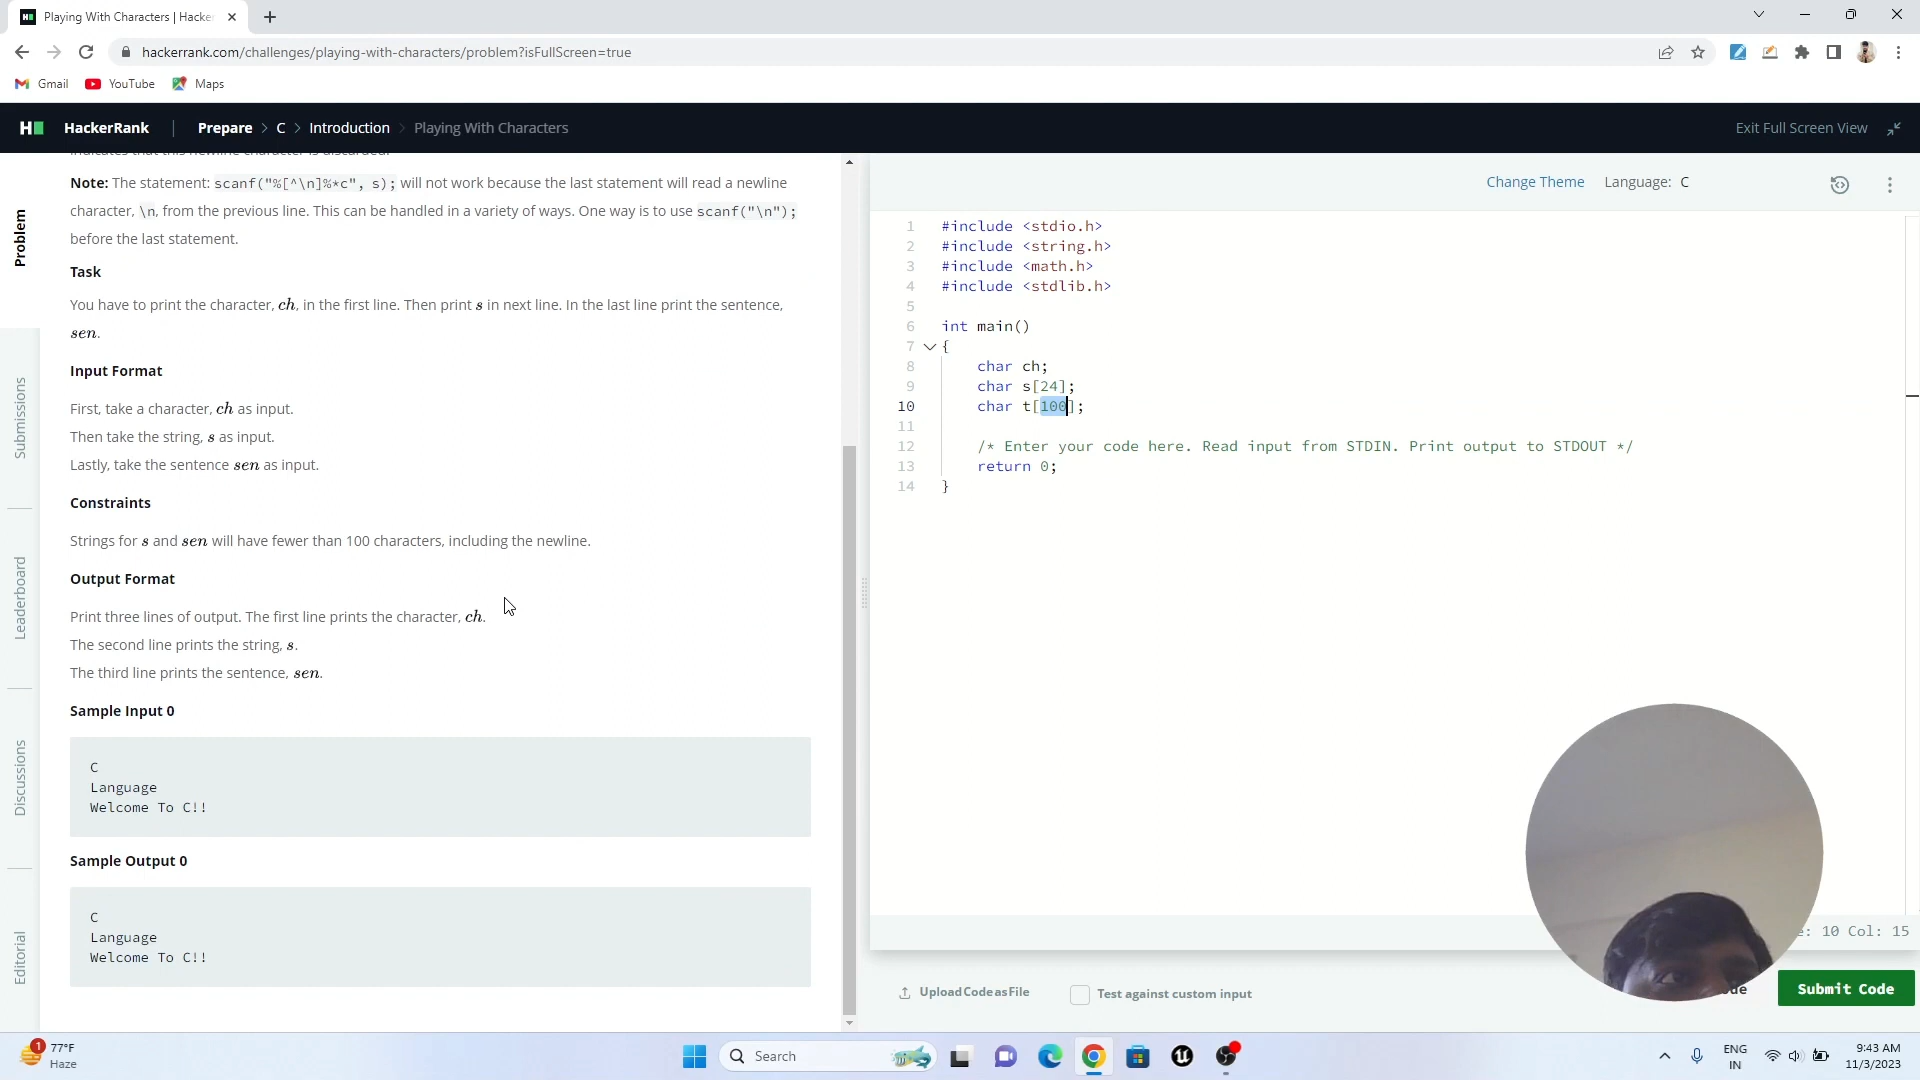 Playing With Characters | Hacker
hackerrank.com/challenges/playing-with-characters/problem?isFullScreen=true
Gmail YouTube Maps
HackerRank Prepare > C > Introduction > Playing With Characters Exit Full Screen View
indicates that this newline character is discarded.
Note: The statement: scanf("%[^\n]%*c", s); will not work because the last statement will read a newline
character, \n, from the previous line. This can be handled in a variety of ways. One way is to use scanf("\n");
before the last statement.
Task
You have to print the character, ch, in the first line. Then print s in next line. In the last line print the sentence,
sen.
Input Format
First, take a character, ch as input.
Then take the string, s as input.
Lastly, take the sentence sen as input.
Constraints
Strings for s and sen will have fewer than 100 characters, including the newline.
Output Format
Print three lines of output. The first line prints the character, ch.
The second line prints the string, s.
The third line prints the sentence, sen.
Sample Input 0
C
Language
Welcome To C!!
Sample Output 0
C
Language
Welcome To C!!
Problem
Submissions
Leaderboard
Discussions
Editorial
Change Theme Language: C
1 #include <stdio.h>
2 #include <string.h>
3 #include <math.h>
4 #include <stdlib.h>
5
6 int main()
7 {
8 char ch;
9 char s[24];
10 char t[100];
11
12 /* Enter your code here. Read input from STDIN. Print output to STDOUT */
13 return 0;
14 }
: 10 Col: 15
Upload Code as File Test against custom input Submit Code
1 77°F
Haze
Search
ENG
IN
9:43 AM
11/3/2023